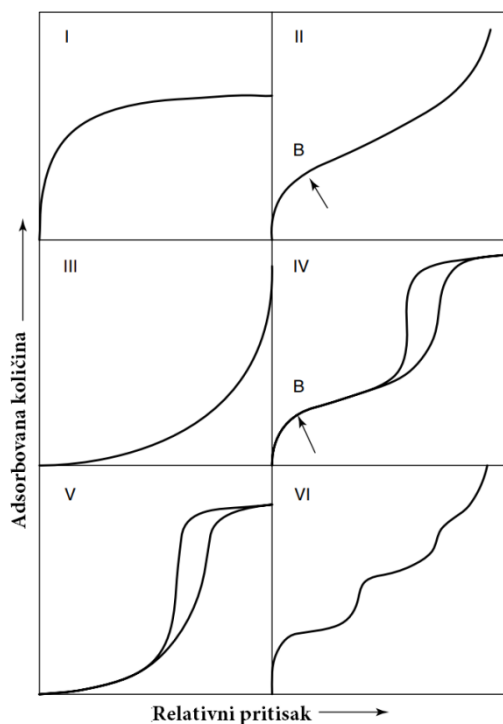 I
II
B
III
IV
B
V
VI
Adsorbovana količina
Relativni pritisak